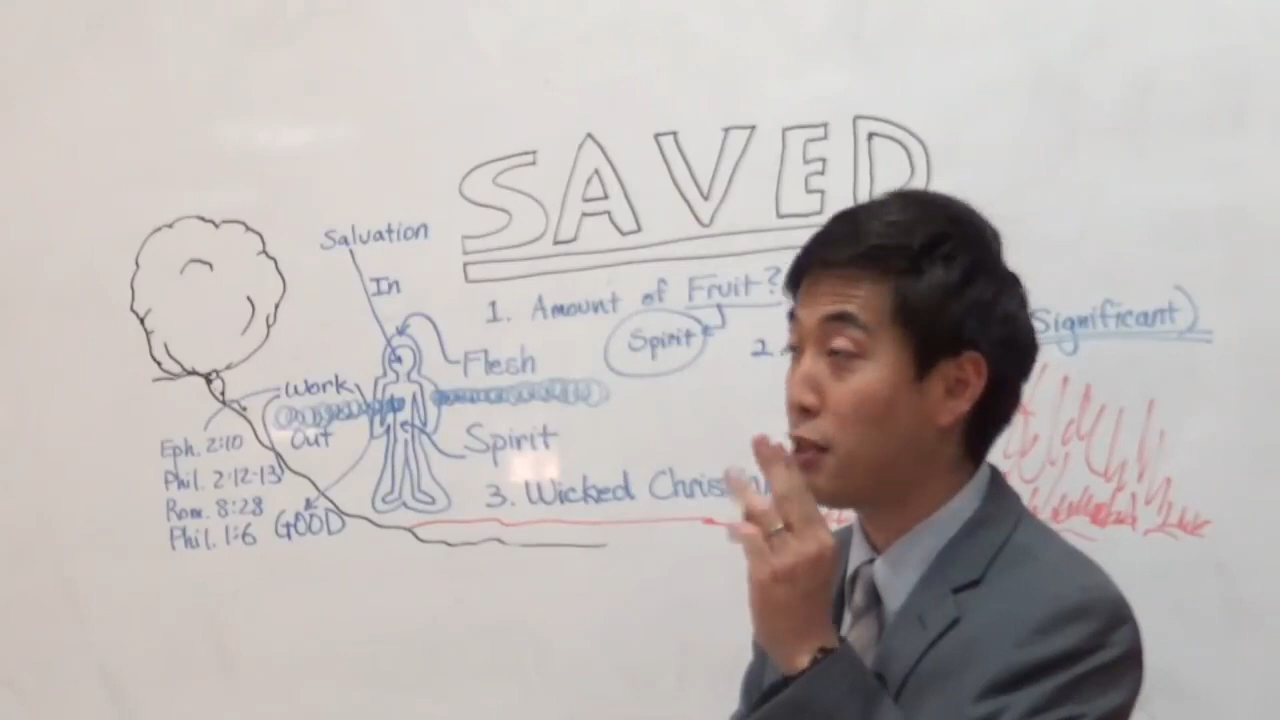 SAVED
Salvation
In
1. Amount of Fruit?
Spirit
2.
Significant)
Flesh
Work
Out
Spirit
Eph. 2:10
Phil. 2:12-13
Rom. 8:28
Phil. 1:6
GOOD
3. Wicked